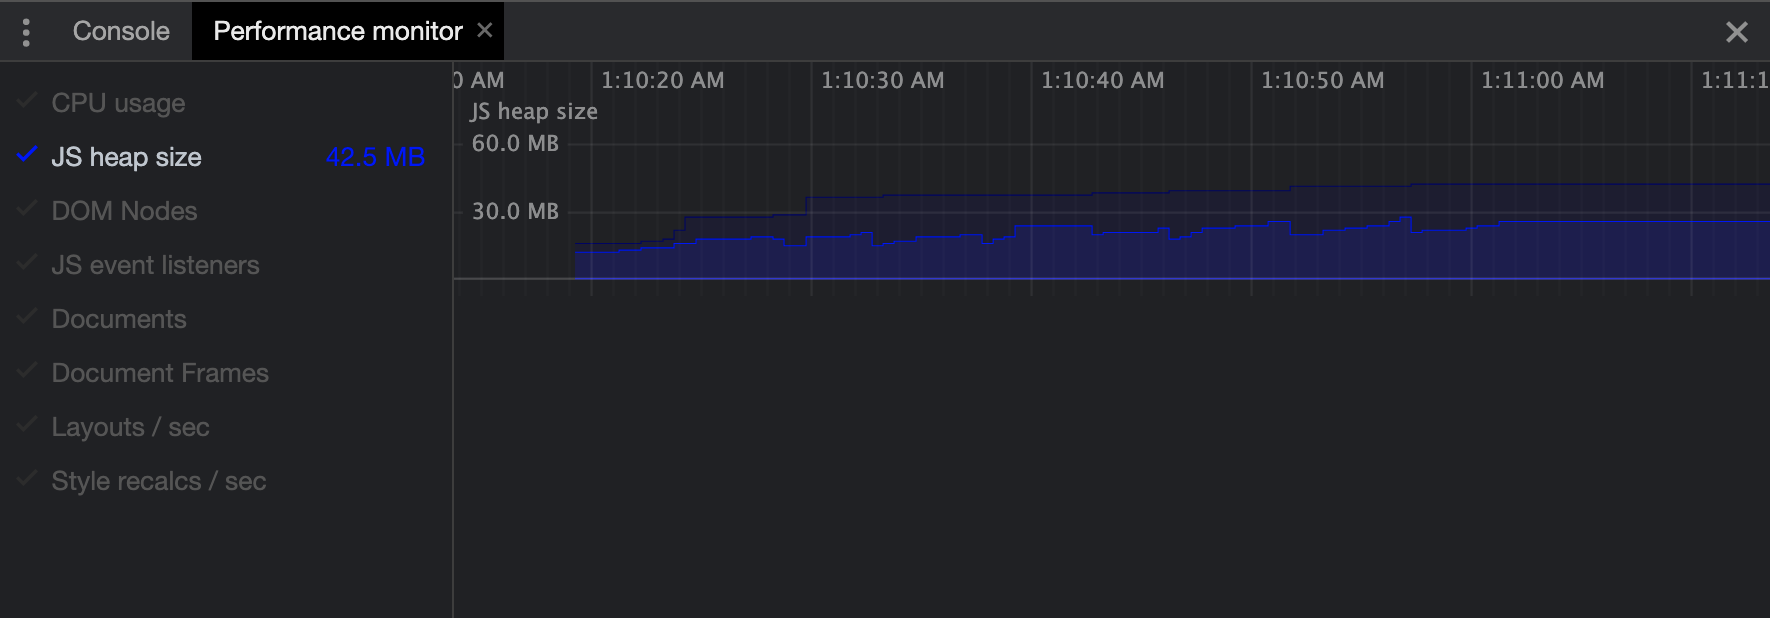 Console
Performance monitor
CPU usage
JS heap size 42.5 MB
DOM Nodes
JS event listeners
Documents
Document Frames
Layouts / sec
Style recalcs / sec
0 AM 1:10:20 AM 1:10:30 AM 1:10:40 AM 1:10:50 AM 1:11:00 AM 1:11:1
JS heap size
60.0 MB
30.0 MB